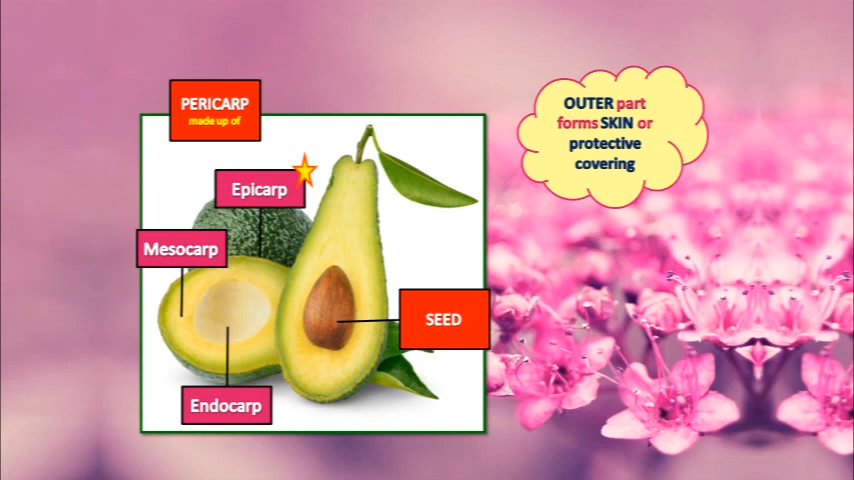 PERICARP
made up of
Epicarp
Mesocarp
SEED
Endocarp
OUTER part
forms SKIN or
protective
covering